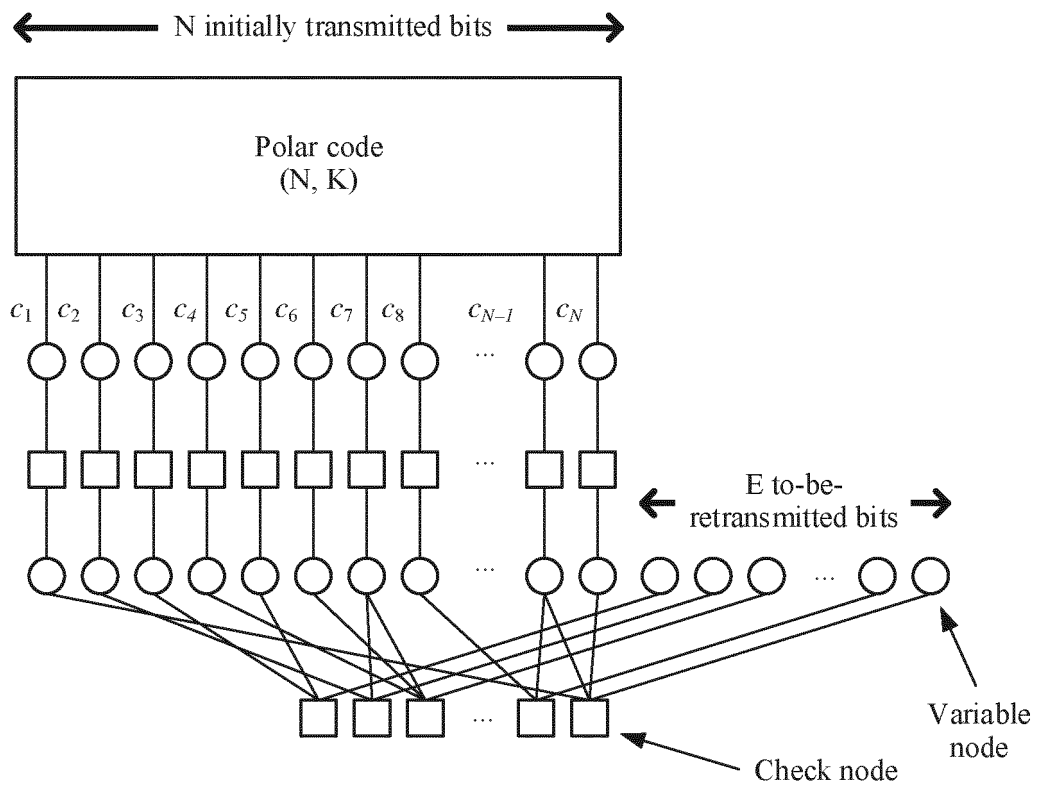 N initially transmitted bits
Polar code
(N, K)
c1 c2 c3 c4 c5 c6 c7 c8 cN–1 cN
...
...
E to-be-
retransmitted bits
... ...
...
Variable
node
Check node